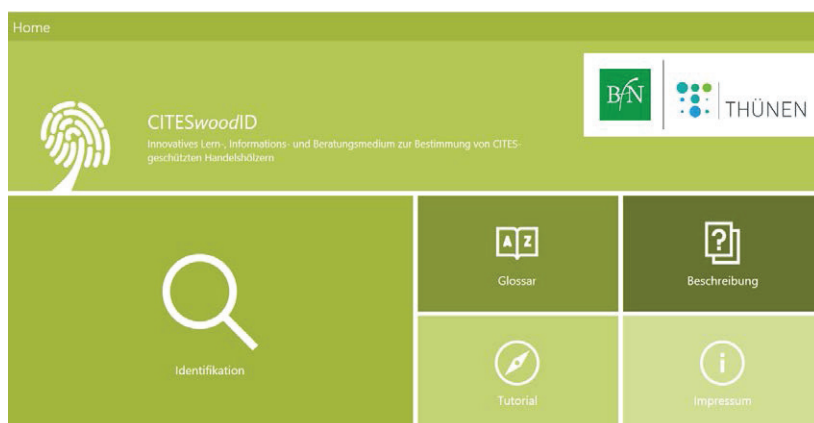 Home
BfN
THÜNEN
CITESwoodID
Innovatives Lern-, Informations- und Beratungsmedium zur Bestimmung von CITES-
geschützten Handelshölzern
A Z
Glossar
?
Beschreibung
Identifikation
Tutorial
i
Impressum